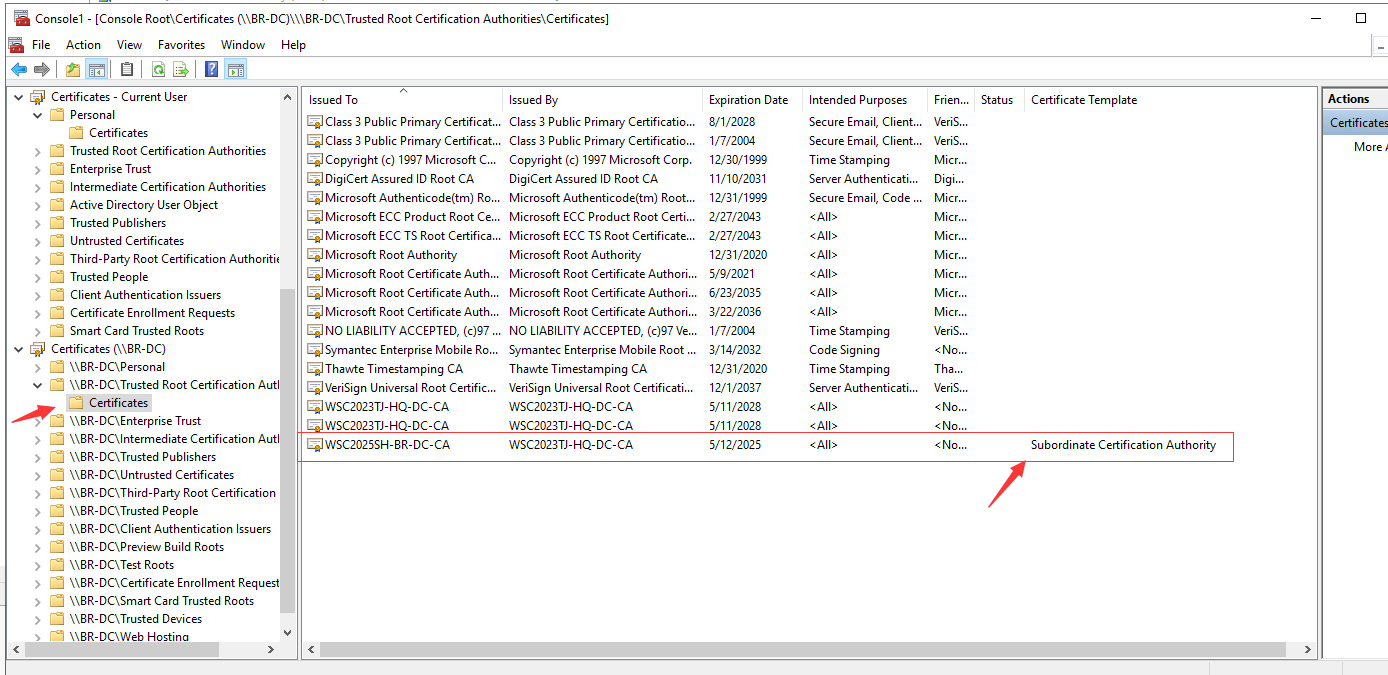 Console1 - [Console Root\Certificates (\\BR-DC)\\\BR-DC\Trusted Root Certification Authorities\Certificates]
File Action View Favorites Window Help
Certificates - Current User
Personal
Certificates
Trusted Root Certification Authorities
Enterprise Trust
Intermediate Certification Authorities
Active Directory User Object
Trusted Publishers
Untrusted Certificates
Third-Party Root Certification Authoritie
Trusted People
Client Authentication Issuers
Certificate Enrollment Requests
Smart Card Trusted Roots
Certificates (\\BR-DC)
\\BR-DC\Personal
\\BR-DC\Trusted Root Certification Aut
Certificates
\\BR-DC\Enterprise Trust
\\BR-DC\Intermediate Certification Aut
\\BR-DC\Trusted Publishers
\\BR-DC\Untrusted Certificates
\\BR-DC\Third-Party Root Certification
\\BR-DC\Trusted People
\\BR-DC\Client Authentication Issuers
\\BR-DC\Preview Build Roots
\\BR-DC\Test Roots
\\BR-DC\Certificate Enrollment Request
\\BR-DC\Smart Card Trusted Roots
\\BR-DC\Trusted Devices
\\BR-DC\Web Hosting
Issued To Issued By Expiration Date Intended Purposes Frien... Status Certificate Template
Class 3 Public Primary Certificat... Class 3 Public Primary Certificatio... 8/1/2028 Secure Email, Client... VeriS...
Class 3 Public Primary Certificat... Class 3 Public Primary Certificatio... 1/7/2004 Secure Email, Client... VeriS...
Copyright (c) 1997 Microsoft C... Copyright (c) 1997 Microsoft Corp. 12/30/1999 Time Stamping Micr...
DigiCert Assured ID Root CA DigiCert Assured ID Root CA 11/10/2031 Server Authenticati... Digi...
Microsoft Authenticode(tm) Ro... Microsoft Authenticode(tm) Root... 12/31/1999 Secure Email, Code ... Micr...
Microsoft ECC Product Root Ce... Microsoft ECC Product Root Certi... 2/27/2043 <All> Micr...
Microsoft ECC TS Root Certifica... Microsoft ECC TS Root Certificate... 2/27/2043 <All> Micr...
Microsoft Root Authority Microsoft Root Authority 12/31/2020 <All> Micr...
Microsoft Root Certificate Auth... Microsoft Root Certificate Authori... 5/9/2021 <All> Micr...
Microsoft Root Certificate Auth... Microsoft Root Certificate Authori... 6/23/2035 <All> Micr...
Microsoft Root Certificate Auth... Microsoft Root Certificate Authori... 3/22/2036 <All> Micr...
NO LIABILITY ACCEPTED, (c)97 ... NO LIABILITY ACCEPTED, (c)97 Ve... 1/7/2004 Time Stamping VeriS...
Symantec Enterprise Mobile Ro... Symantec Enterprise Mobile Root ... 3/14/2032 Code Signing <No...
Thawte Timestamping CA Thawte Timestamping CA 12/31/2020 Time Stamping Tha...
VeriSign Universal Root Certific... VeriSign Universal Root Certificati... 12/1/2037 Server Authenticati... VeriS...
WSC2023TJ-HQ-DC-CA WSC2023TJ-HQ-DC-CA 5/11/2028 <All> <No...
WSC2023TJ-HQ-DC-CA WSC2023TJ-HQ-DC-CA 5/11/2028 <All> <No...
WSC2025SH-BR-DC-CA WSC2023TJ-HQ-DC-CA 5/12/2025 <All> <No... Subordinate Certification Authority
Actions
Certificates
More A